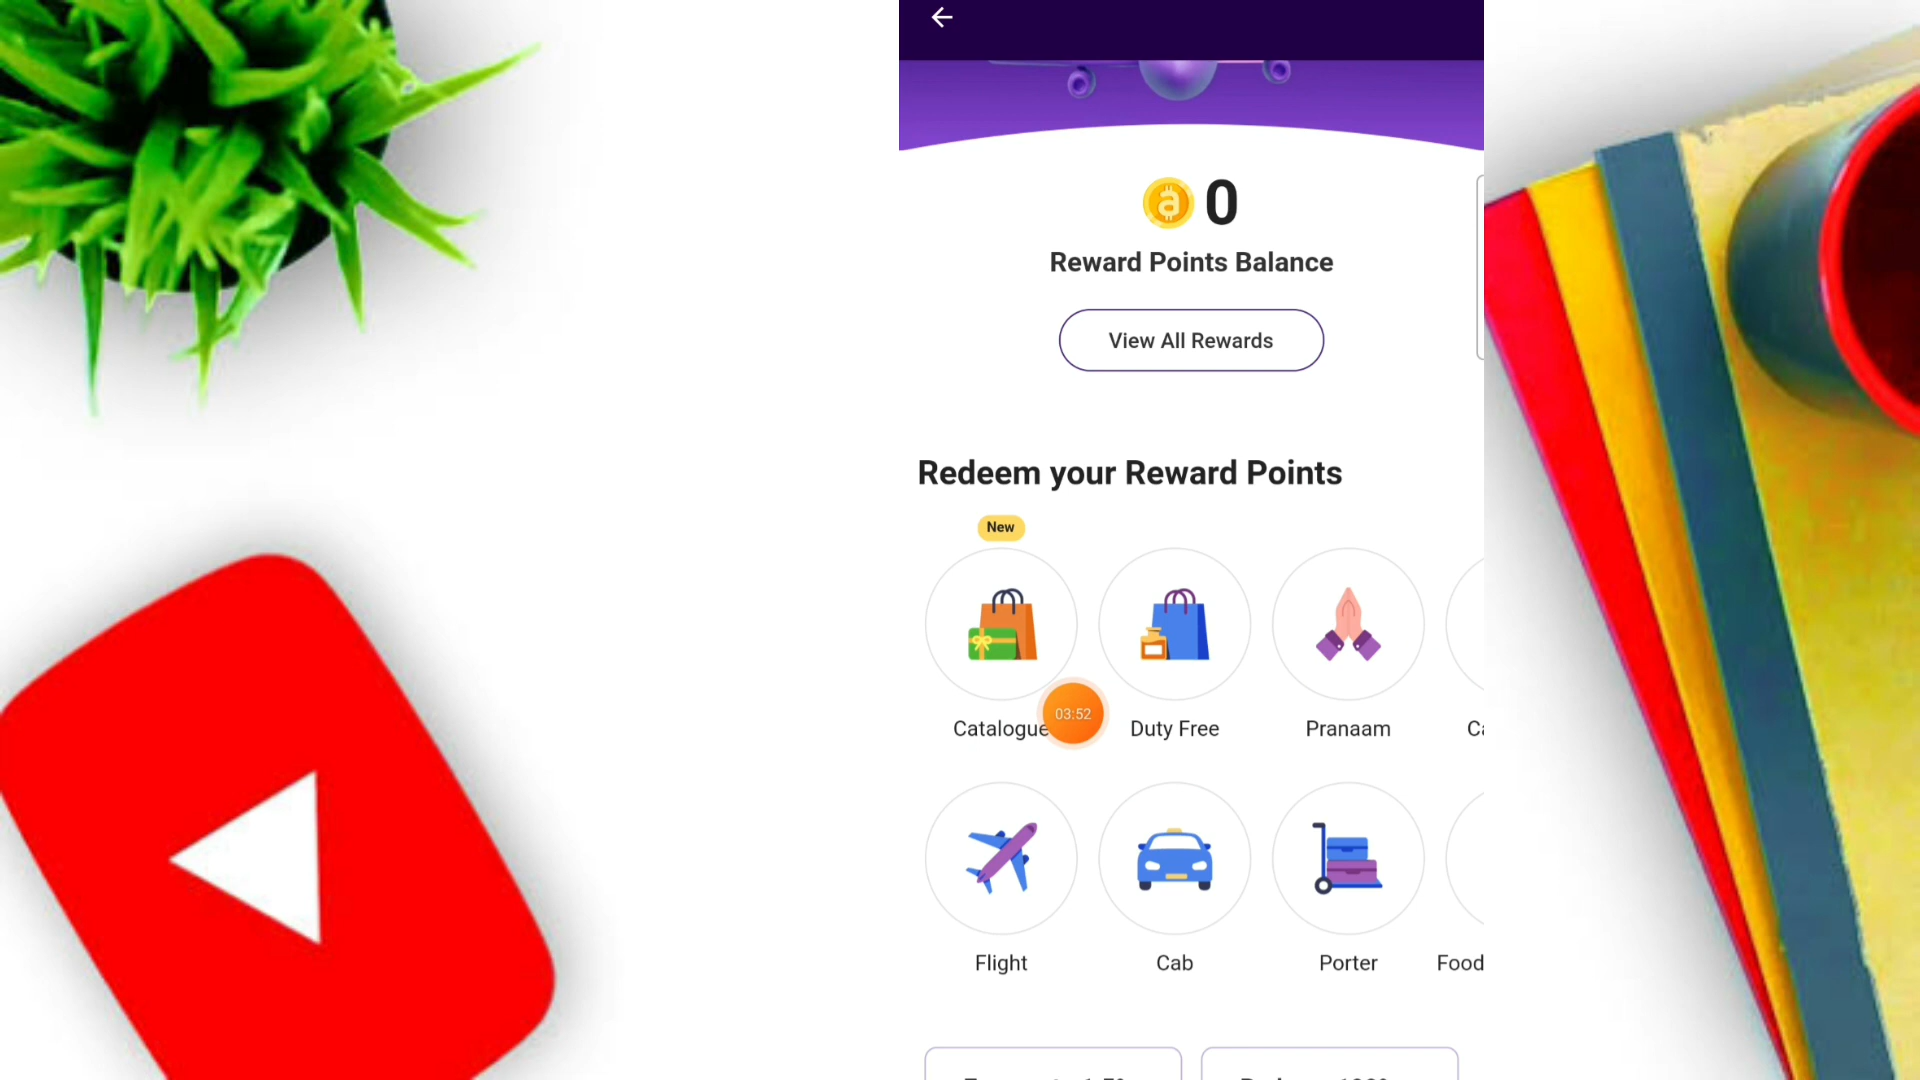 0
Reward Points Balance
View All Rewards
Redeem your Reward Points
New
Catalogue
03:52
Duty Free
Pranaam
Flight
Cab
Porter
Food